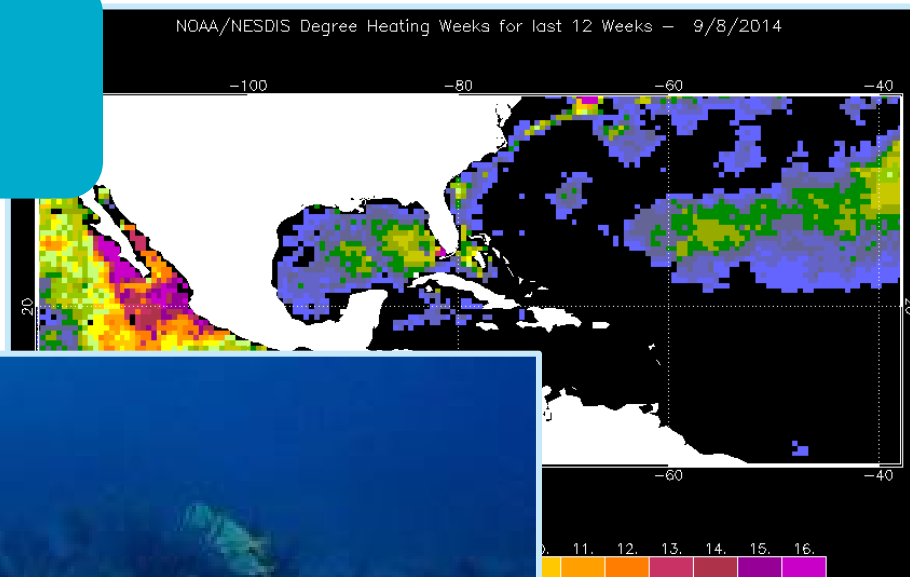 NOAA/NESDIS Degree Heating Weeks for last 12 Weeks – 9/8/2014
-100 -80 -60 -40
20
-60 -40
11. 12. 13. 14. 15. 16.